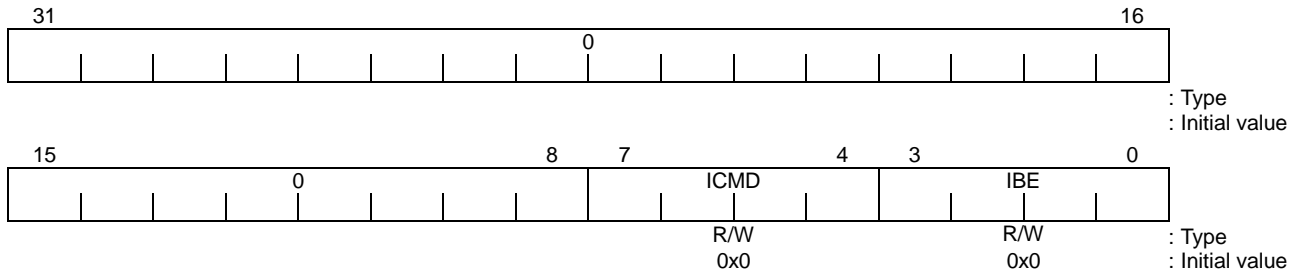 31 16
0
: Type
: Initial value
15 8 7 4 3 0
0 ICMD IBE
R/W R/W : Type
0x0 0x0 : Initial value